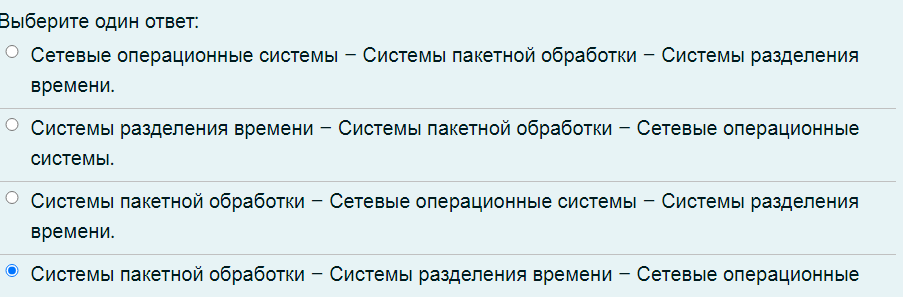 Выберите один ответ:
Сетевые операционные системы – Системы пакетной обработки – Системы разделения
времени.
Системы разделения времени – Системы пакетной обработки – Сетевые операционные
системы.
Системы пакетной обработки – Сетевые операционные системы – Системы разделения
времени.
Системы пакетной обработки – Системы разделения времени – Сетевые операционные